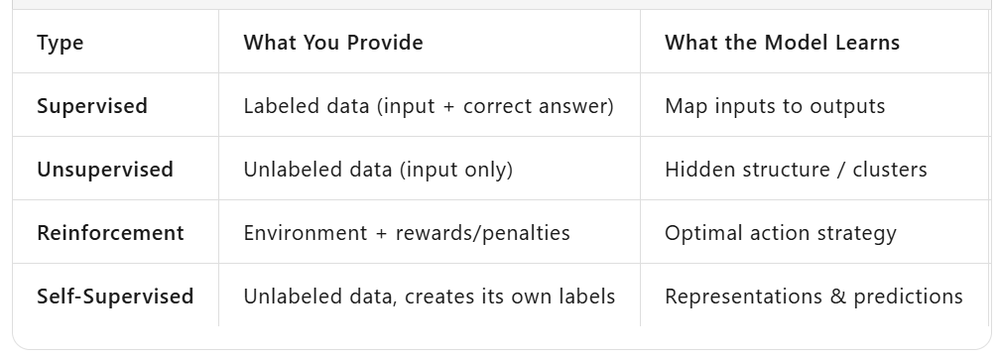 Type What You Provide What the Model Learns
Supervised Labeled data (input + correct answer) Map inputs to outputs
Unsupervised Unlabeled data (input only) Hidden structure / clusters
Reinforcement Environment + rewards/penalties Optimal action strategy
Self-Supervised Unlabeled data, creates its own labels Representations & predictions